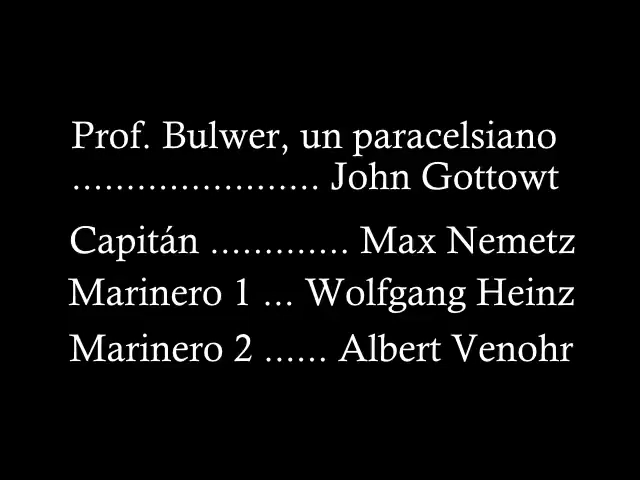 Prof. Bulwer, un paracelsiano
....................... John Gottowt
Capitán ............. Max Nemetz
Marinero 1 ... Wolfgang Heinz
Marinero 2 ...... Albert Venohr